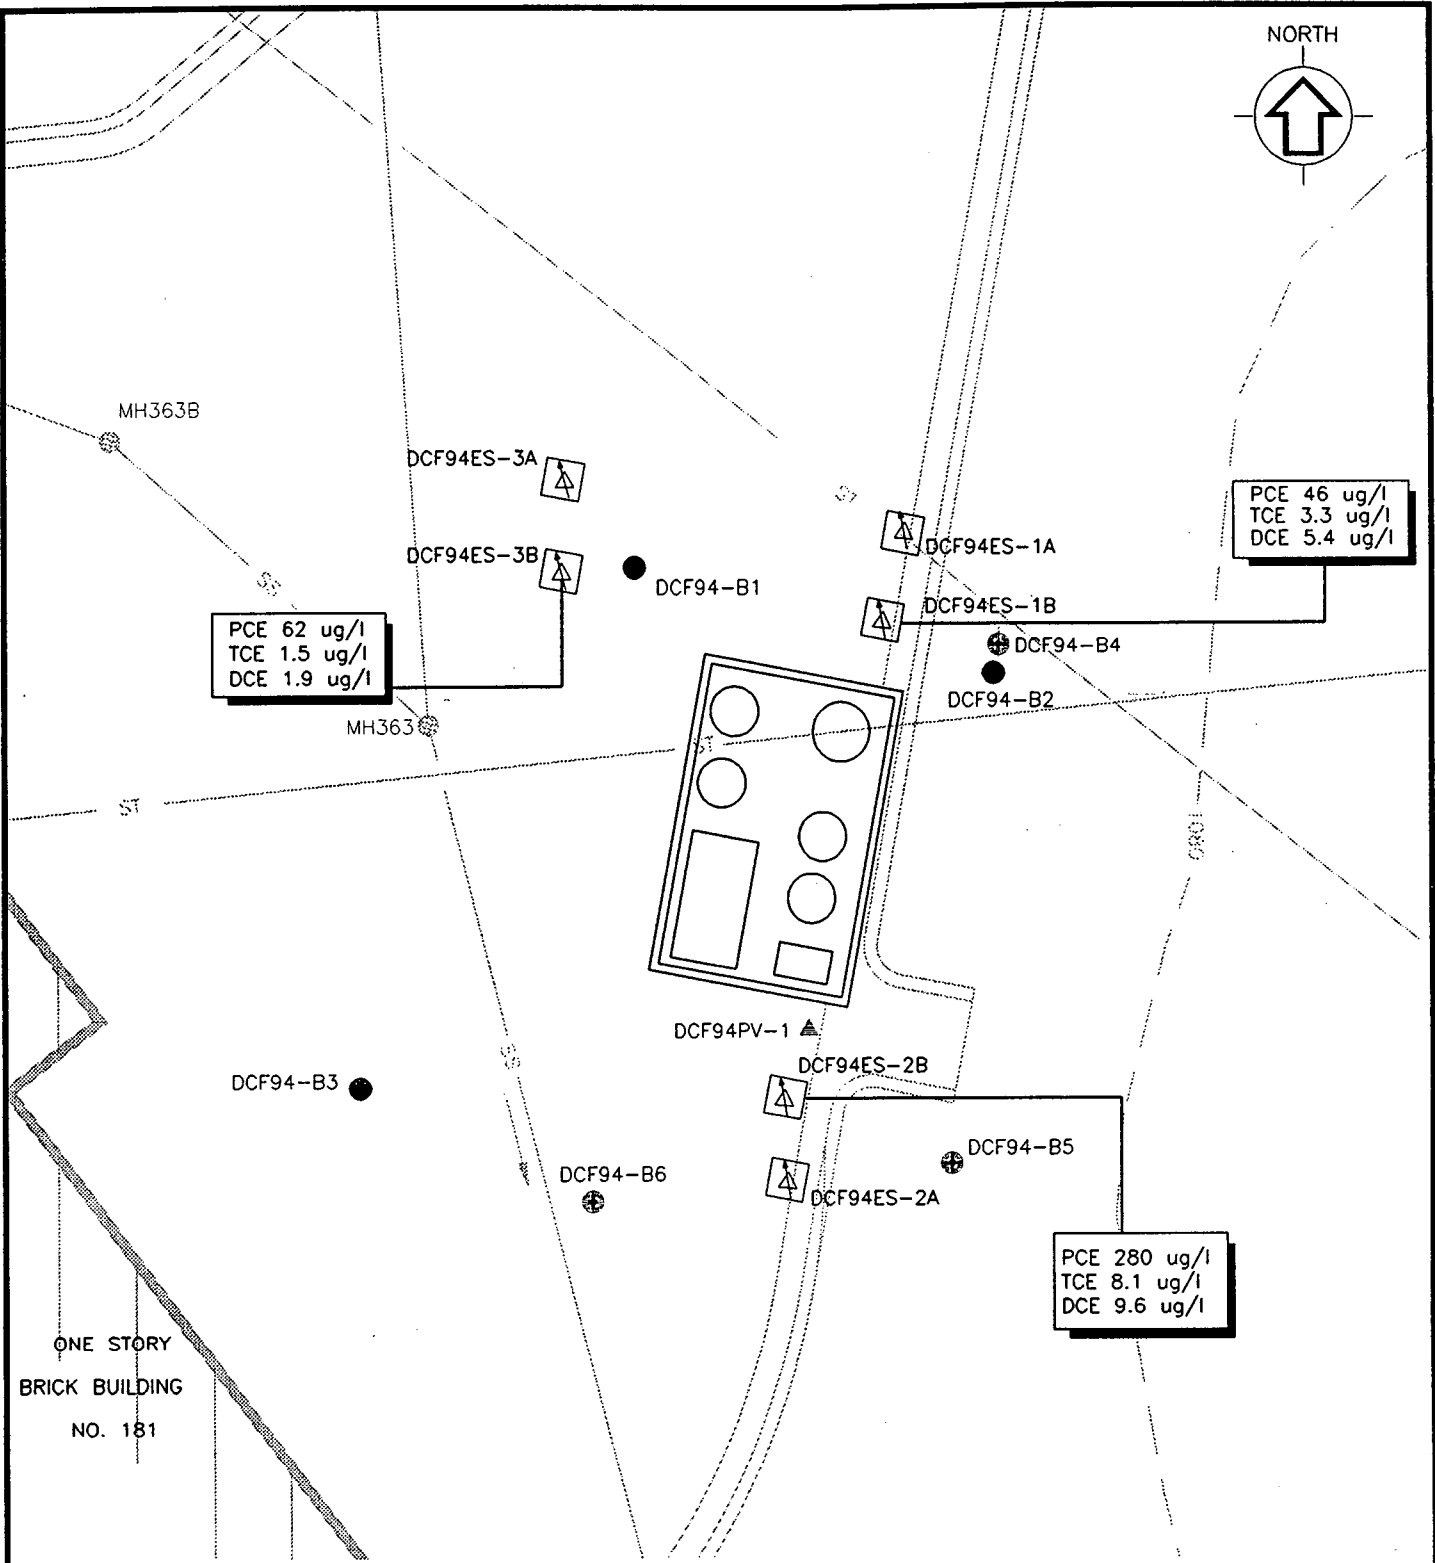 NORTH
MH363B
DCF94ES-3A
PCE 46 ug/l
TCE 3.3 ug/l
DCE 5.4 ug/l
ST
DCF94ES-1A
DCF94ES-3B
DCF94-B1
SS
DCF94ES-1B
PCE 62 ug/l
TCE 1.5 ug/l
DCE 1.9 ug/l
DCF94-B4
DCF94-B2
MH363
ST
ST
1080
DCF94PV-1
SS
DCF94ES-2B
DCF94-B3
DCF94-B5
DCF94-B6
DCF94ES-2A
PCE 280 ug/l
TCE 8.1 ug/l
DCE 9.6 ug/l
ONE STORY
BRICK BUILDING
NO. 181